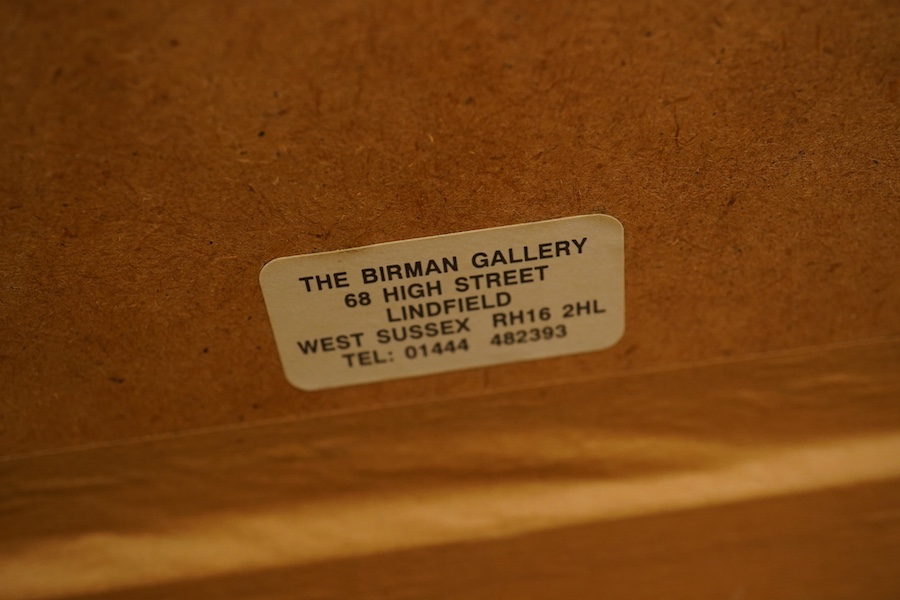 THE BIRMAN GALLERY
68 HIGH STREET
LINDFIELD
WEST SUSSEX RH16 2HL
TEL: 01444 482393